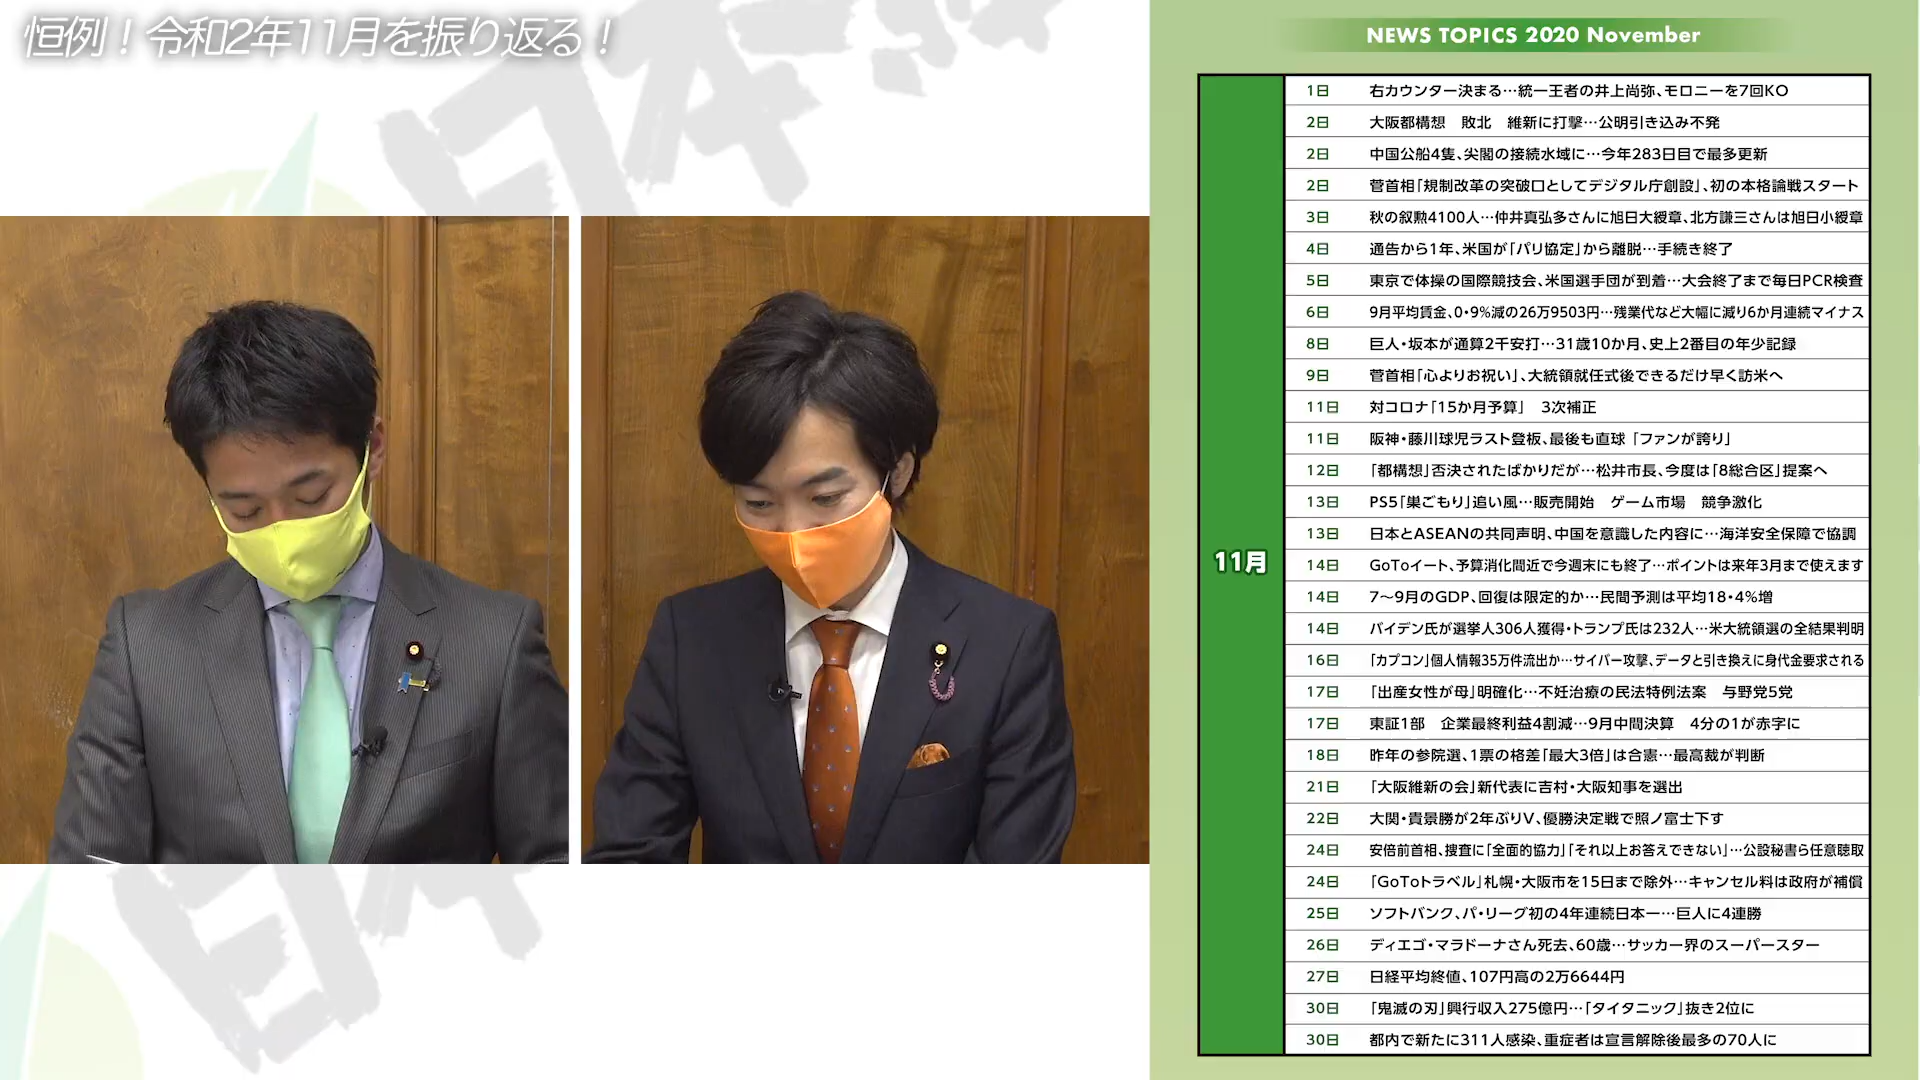 恒例！令和2年11月を振り返る！
日本
NEWS TOPICS 2020 November
11月
1日 右カウンター決まる…統一王者の井上尚弥、モロニーを7回KO
2日 大阪都構想　敗北　維新に打撃…公明引き込み不発
2日 中国公船4隻、尖閣の接続水域に…今年283日目で最多更新
2日 菅首相「規制改革の突破口としてデジタル庁創設」、初の本格論戦スタート
3日 秋の叙勲4100人…仲井真弘多さんに旭日大綬章、北方謙三さんは旭日小綬章
4日 通告から1年、米国が「パリ協定」から離脱…手続き終了
5日 東京で体操の国際競技会、米国選手団が到着…大会終了まで毎日PCR検査
6日 9月平均賃金、0・9%減の26万9503円…残業代など大幅に減り6か月連続マイナス
8日 巨人・坂本が通算2千安打…31歳10か月、史上2番目の年少記録
9日 菅首相「心よりお祝い」、大統領就任式後できるだけ早く訪米へ
11日 対コロナ「15か月予算」　3次補正
11日 阪神・藤川球児ラスト登板、最後も直球「ファンが誇り」
12日 「都構想」否決されたばかりだが…松井市長、今度は「8総合区」提案へ
13日 PS5「巣ごもり」追い風…販売開始　ゲーム市場　競争激化
13日 日本とASEANの共同声明、中国を意識した内容に…海洋安全保障で協調
14日 GoToイート、予算消化間近で今週末にも終了…ポイントは来年3月まで使えます
14日 7〜9月のGDP、回復は限定的か…民間予測は平均18・4%増
14日 バイデン氏が選挙人306人獲得・トランプ氏は232人…米大統領選の全結果判明
16日 「カプコン」個人情報35万件流出か…サイバー攻撃、データと引き換えに身代金要求される
17日 「出産女性が母」明確化…不妊治療の民法特例法案　与野党5党
17日 東証1部　企業最終利益4割減…9月中間決算　4分の1が赤字に
18日 昨年の参院選、1票の格差「最大3倍」は合憲…最高裁が判断
21日 「大阪維新の会」新代表に吉村・大阪知事を選出
22日 大関・貴景勝が2年ぶりV、優勝決定戦で照ノ富士下す
24日 安倍前首相、捜査に「全面的協力」「それ以上お答えできない」…公設秘書ら任意聴取
24日 「GoToトラベル」札幌・大阪市を15日まで除外…キャンセル料は政府が補償
25日 ソフトバンク、パ・リーグ初の4年連続日本一…巨人に4連勝
26日 ディエゴ・マラドーナさん死去、60歳…サッカー界のスーパースター
27日 日経平均終値、107円高の2万6644円
30日 「鬼滅の刃」興行収入275億円…「タイタニック」抜き2位に
30日 都内で新たに311人感染、重症者は宣言解除後最多の70人に